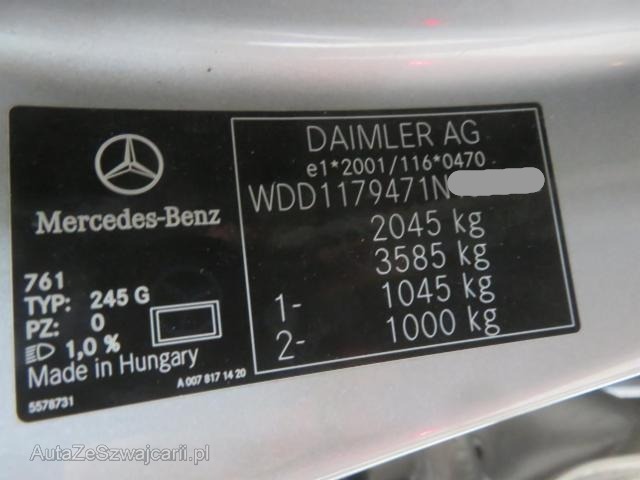 Mercedes-Benz
761
TYP: 245 G
PZ: 0
1,0 %
Made in Hungary
A 007 817 14 20
5578731
DAIMLER AG
e1*2001/116*0470
WDD1179471N
2045 kg
3585 kg
1- 1045 kg
2- 1000 kg
AutaZeSzwajcarii.pl